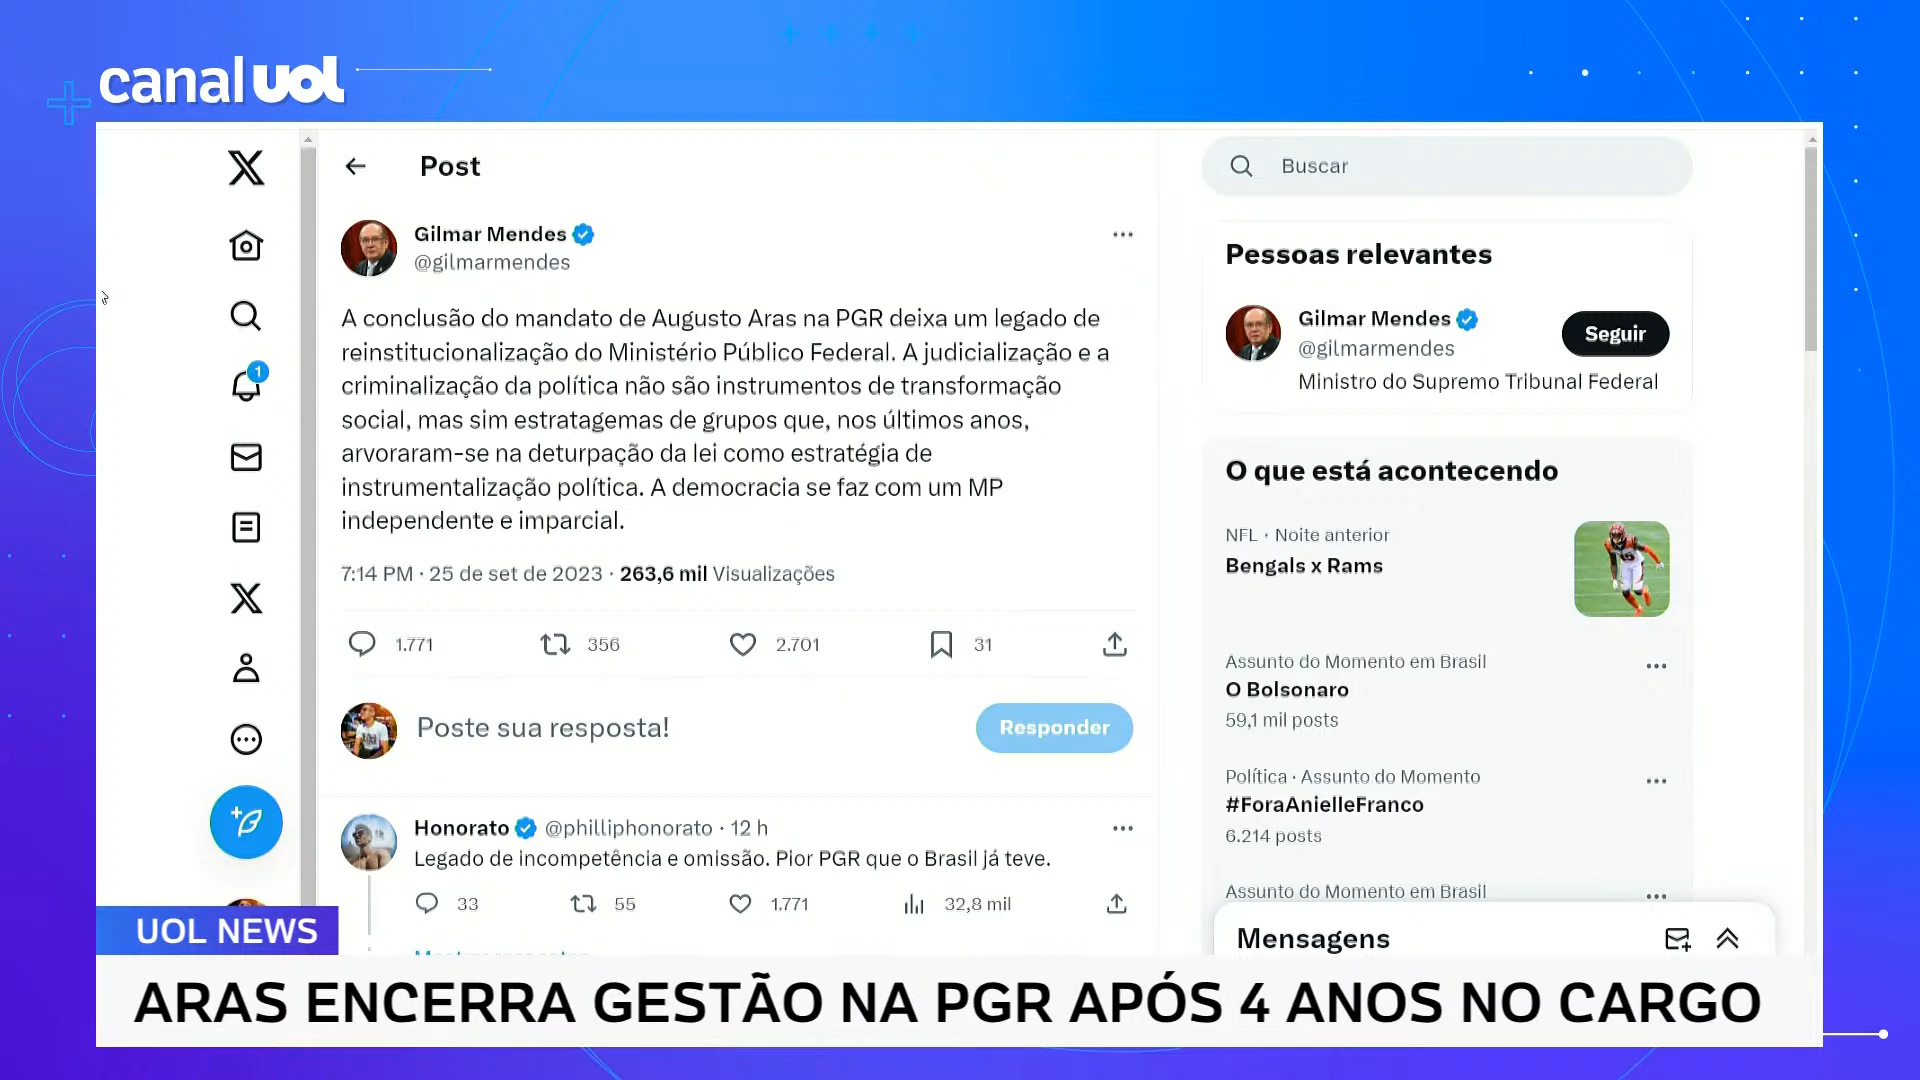 canal uol
Post
Gilmar Mendes
@gilmarmendes
A conclusão do mandato de Augusto Aras na PGR deixa um legado de
reinstitucionalização do Ministério Público Federal. A judicialização e a
criminalização da política não são instrumentos de transformação
social, mas sim estratagemas de grupos que, nos últimos anos,
arvoraram-se na deturpação da lei como estratégia de
instrumentalização política. A democracia se faz com um MP
independente e imparcial.
7:14 PM · 25 de set de 2023 · 263,6 mil Visualizações
1.771 356 2.701 31
Poste sua resposta!
Responder
Honorato @philliphonorato · 12 h
Legado de incompetência e omissão. Pior PGR que o Brasil já teve.
33 55 1.771 32,8 mil
1
Buscar
Pessoas relevantes
Gilmar Mendes
@gilmarmendes
Seguir
Ministro do Supremo Tribunal Federal
O que está acontecendo
NFL · Noite anterior
Bengals x Rams
Assunto do Momento em Brasil
O Bolsonaro
59,1 mil posts
Política · Assunto do Momento
#ForaAnielleFranco
6.214 posts
Assunto do Momento em Brasil
Mensagens
UOL NEWS
ARAS ENCERRA GESTÃO NA PGR APÓS 4 ANOS NO CARGO